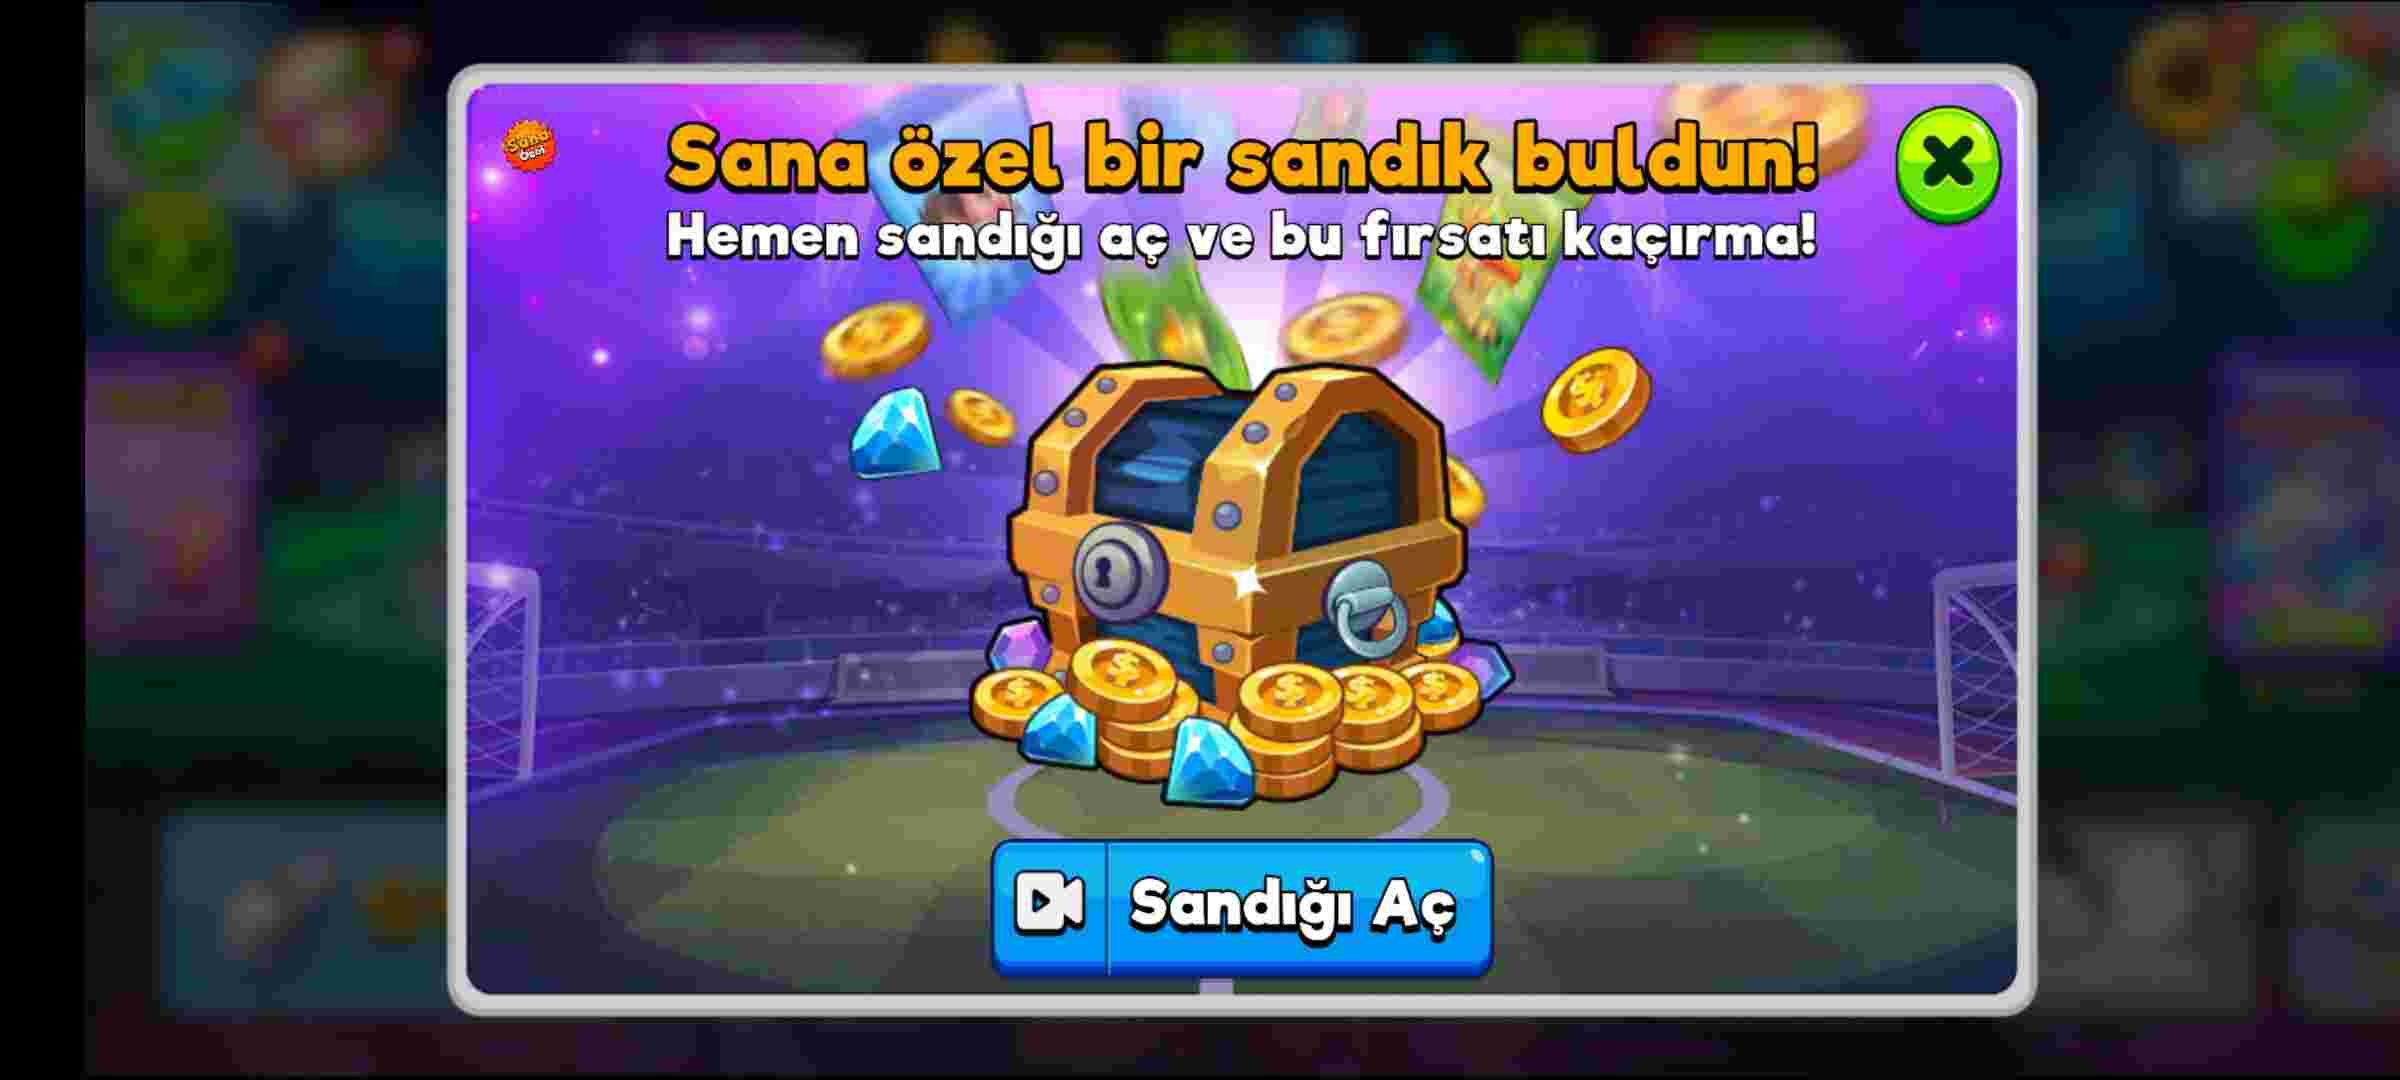 Sana özel bir sandık buldun!
Hemen sandığı aç ve bu fırsatı kaçırma!
Sana
Özel
Sandığı Aç